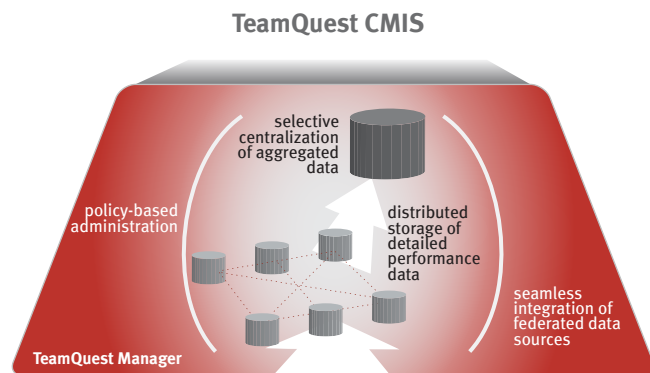 TeamQuest CMIS
selective
centralization
of aggregated
data
policy-based
administration
distributed
storage of
detailed
performance
data
seamless
integration of
federated data
sources
TeamQuest Manager